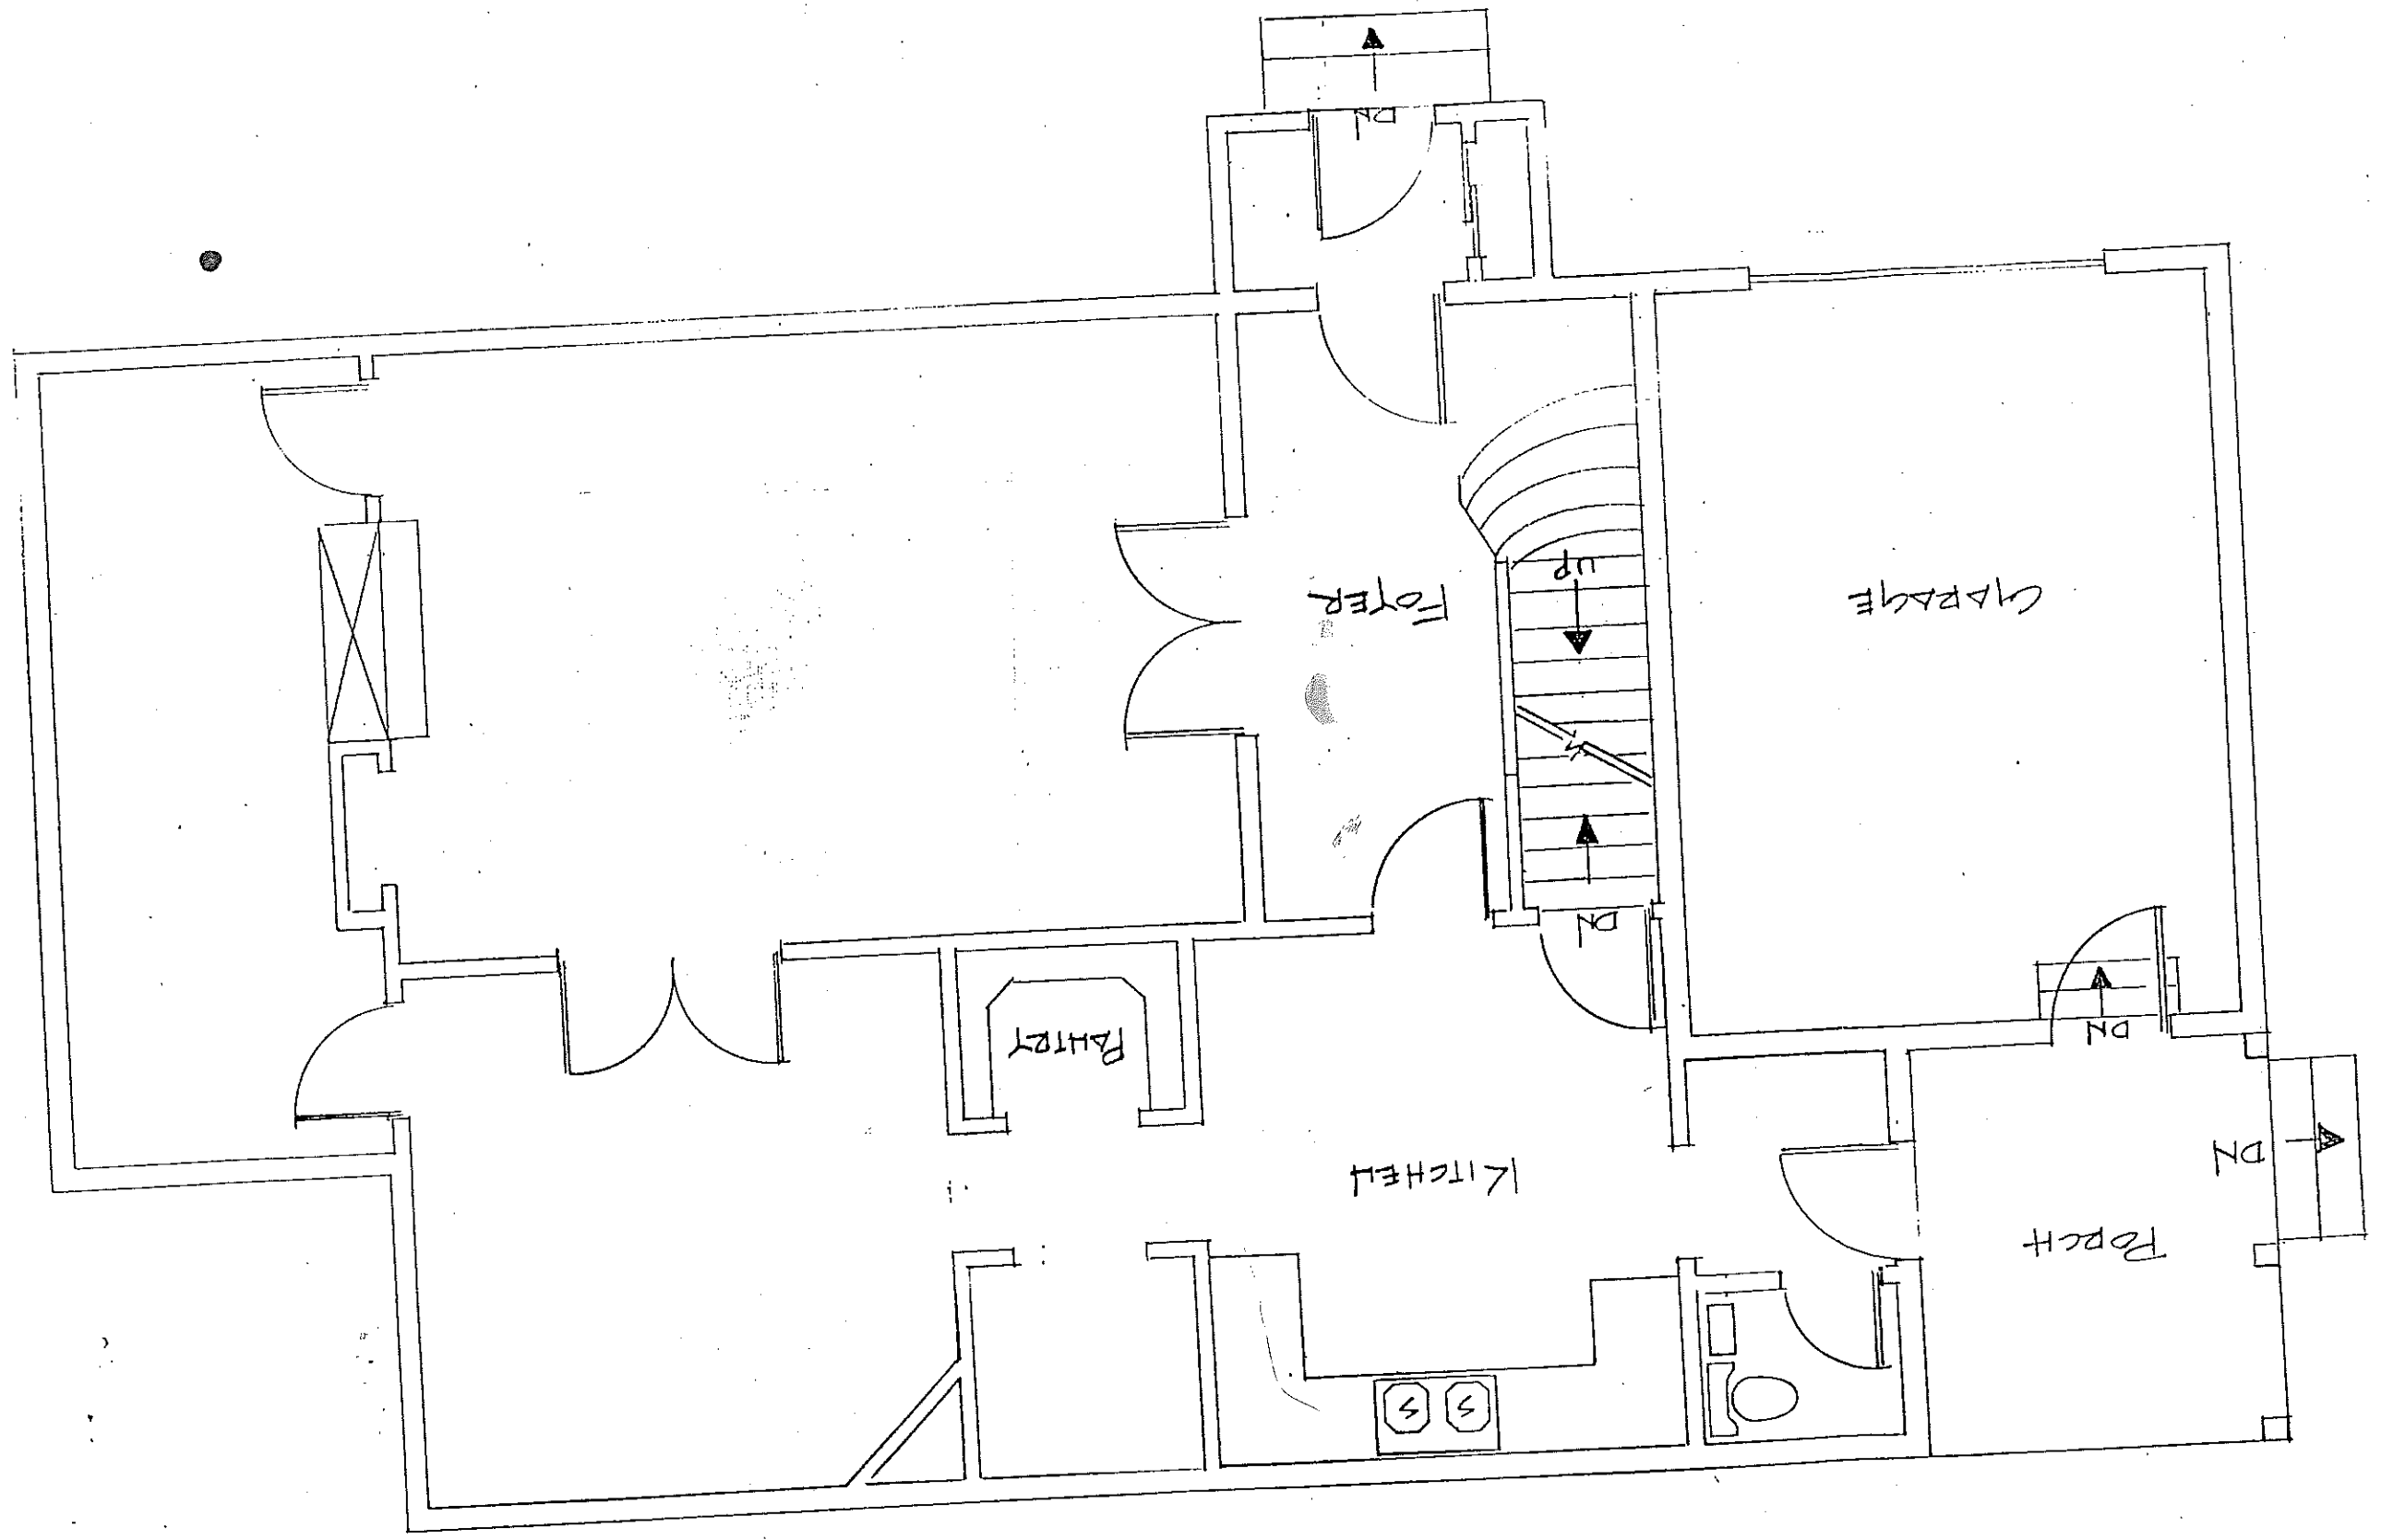 PORCH
DN
KITCHEN
PANTRY
DN
DN
GARAGE
FOYER
UP
DN
S
S